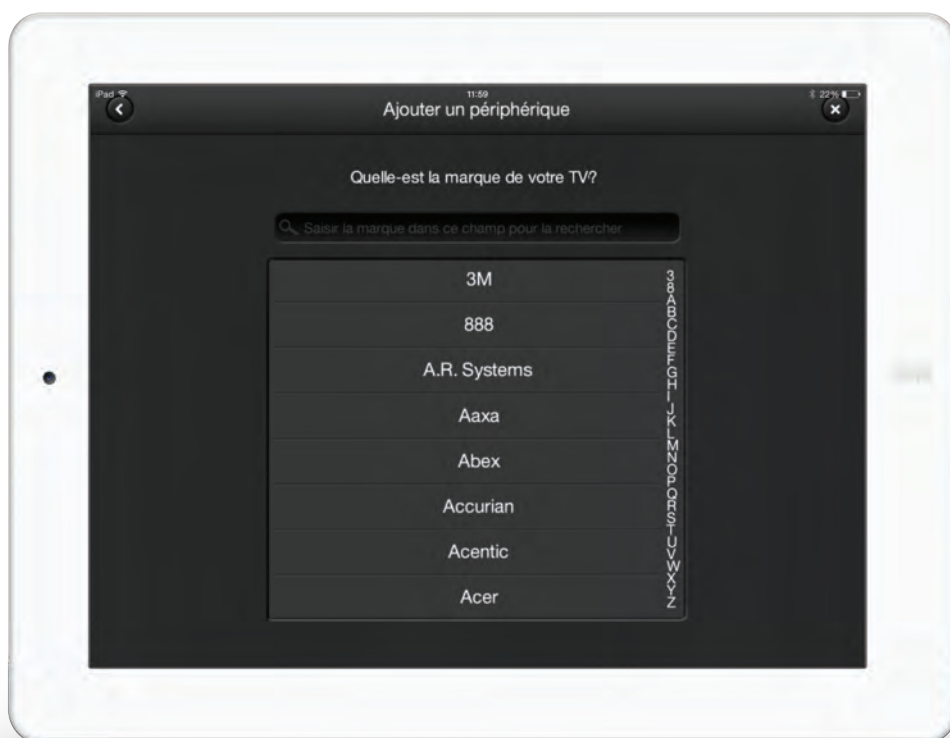 iPad
11:59
22%
Ajouter un périphérique
Quelle-est la marque de votre TV?
Saisir la marque dans ce champ pour la rechercher
3M
888
A.R. Systems
Aaxa
Abex
Accurian
Acentic
Acer
3
8
A
B
C
D
E
F
G
H
I
J
K
L
M
N
O
P
Q
R
S
T
U
V
W
X
Y
Z